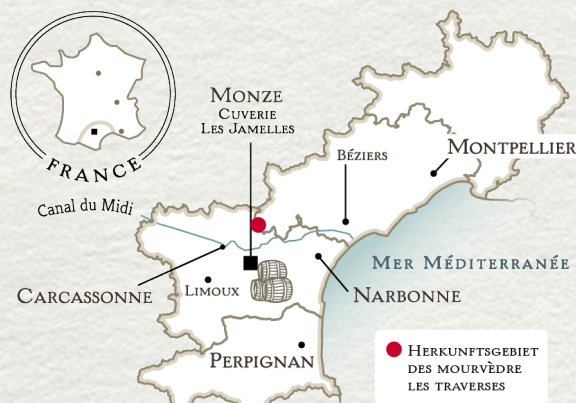 FRANCE
Canal du Midi
MONZE
CUVERIE
LES JAMELLES
BÉZIERS
MONTPELLIER
MER MÉDITERRANÉE
CARCASSONNE
LIMOUX
NARBONNE
PERPIGNAN
HERKUNFTSGEBIET
DES MOURVÈDRE
LES TRAVERSES